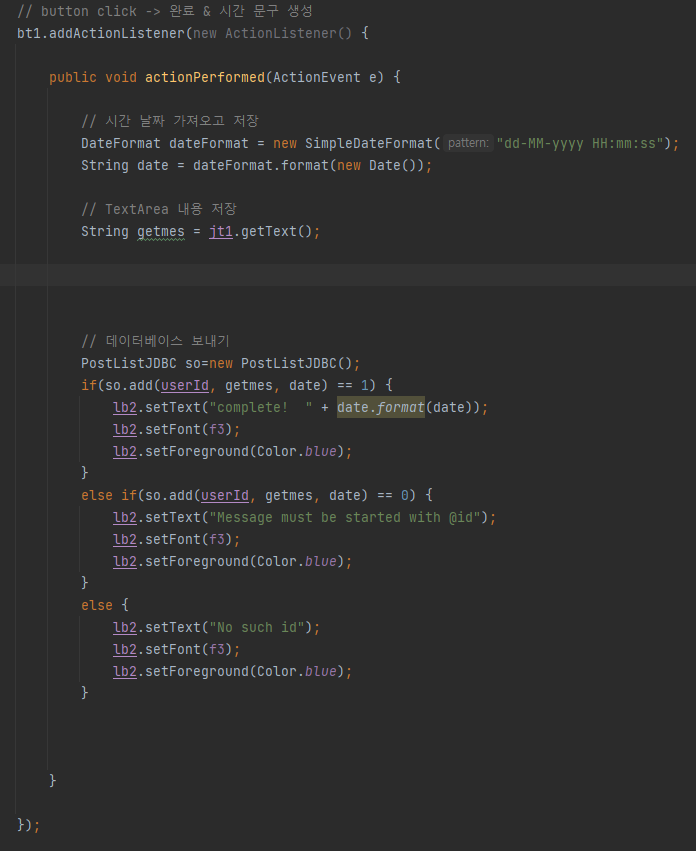 // button click -> 완료 & 시간 문구 생성
bt1.addActionListener(new ActionListener() {
public void actionPerformed(ActionEvent e) {
// 시간 날짜 가져오고 저장
DateFormat dateFormat = new SimpleDateFormat( pattern: "dd-MM-yyyy HH:mm:ss");
String date = dateFormat.format(new Date());
// TextArea 내용 저장
String getmes = jt1.getText();
// 데이터베이스 보내기
PostListJDBC so=new PostListJDBC();
if(so.add(userId, getmes, date) == 1) {
lb2.setText("complete!  " + date.format(date));
lb2.setFont(f3);
lb2.setForeground(Color.blue);
}
else if(so.add(userId, getmes, date) == 0) {
lb2.setText("Message must be started with @id");
lb2.setFont(f3);
lb2.setForeground(Color.blue);
}
else {
lb2.setText("No such id");
lb2.setFont(f3);
lb2.setForeground(Color.blue);
}
}
});